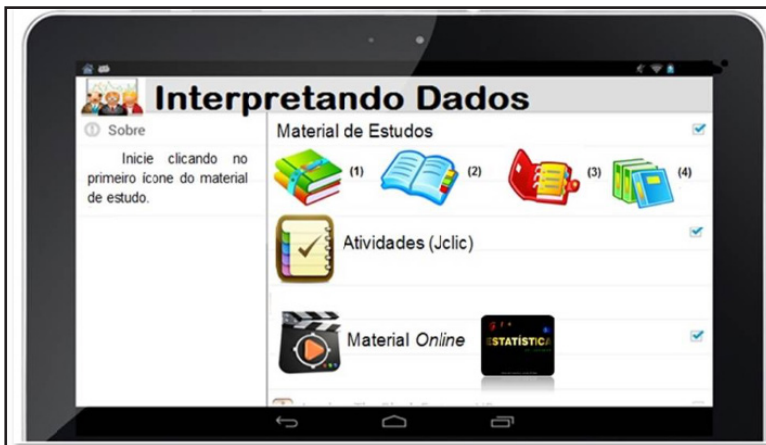 Interpretando Dados
Sobre
Inicie clicando no
primeiro ícone do material
de estudo.
Material de Estudos
(1)
(2)
(3)
(4)
Atividades (Jclic)
Material Online
ESTATÍSTICA